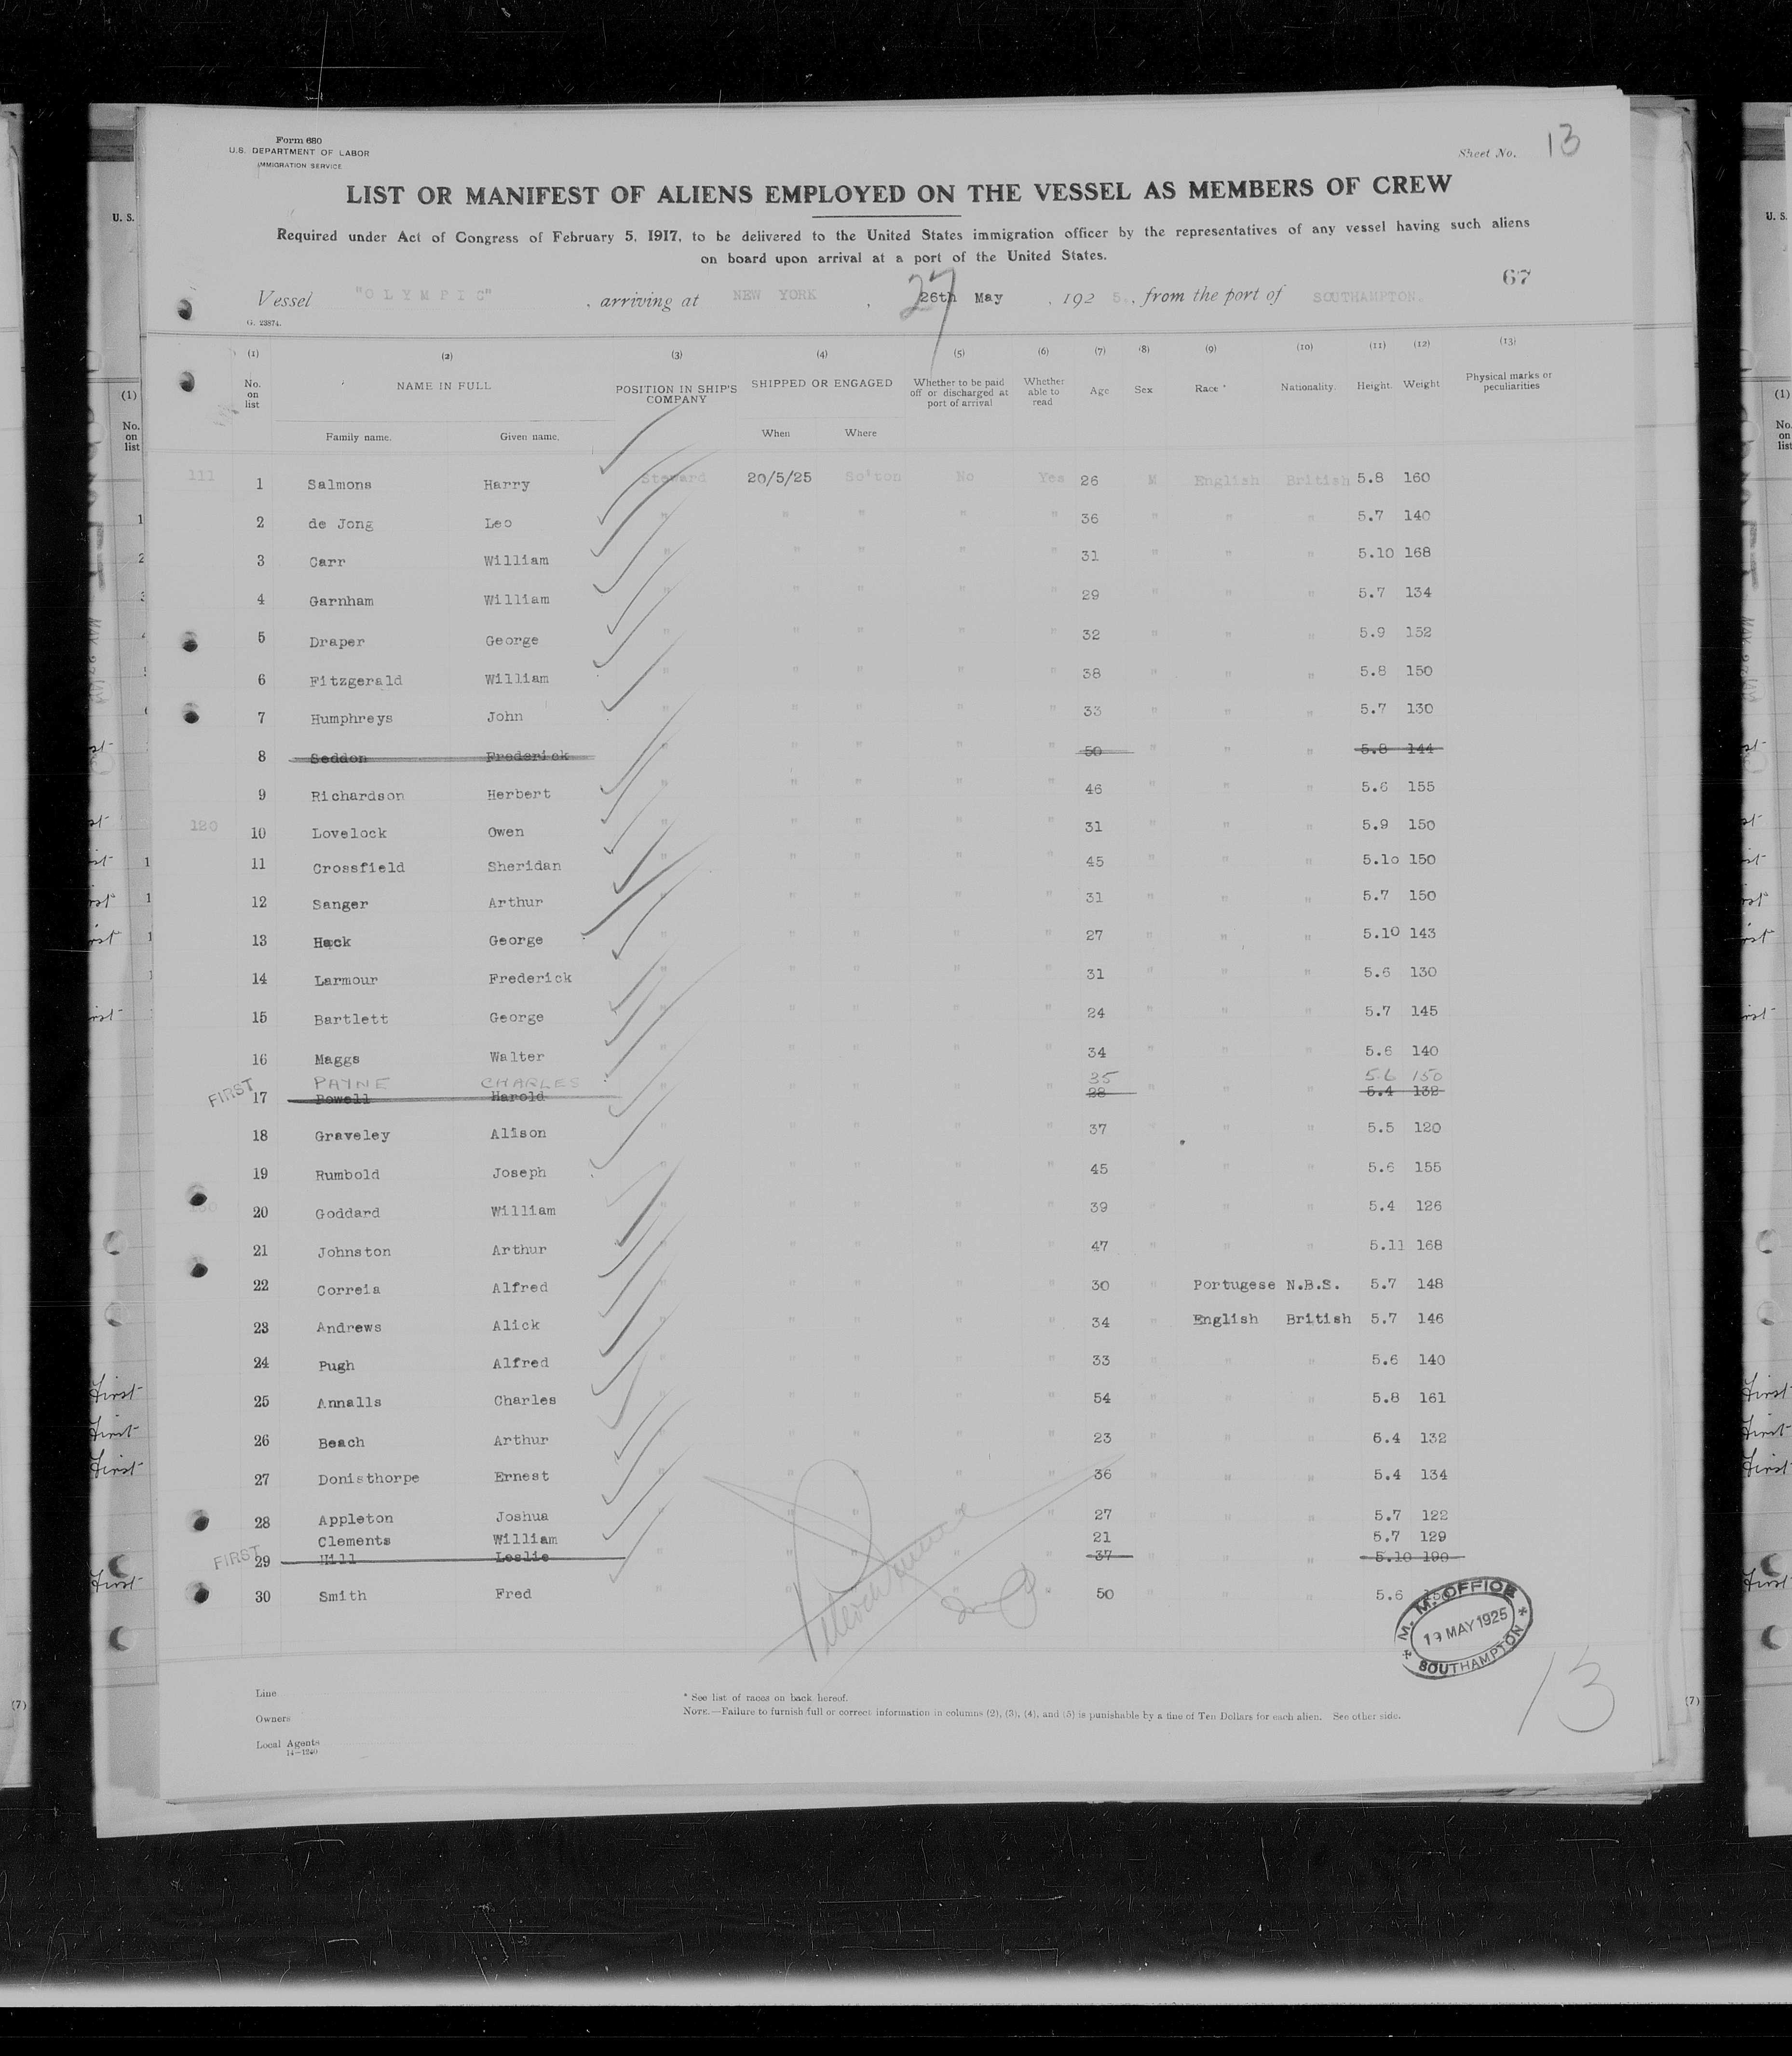 Form 680
U.S. DEPARTMENT OF LABOR
IMMIGRATION SERVICE
Sheet No. 13
LIST OR MANIFEST OF ALIENS EMPLOYED ON THE VESSEL AS MEMBERS OF CREW
Required under Act of Congress of February 5, 1917, to be delivered to the United States immigration officer by the representatives of any vessel having such aliens
on board upon arrival at a port of the United States.
67
Vessel "OLYMPIC", arriving at NEW YORK, 26th 27 May, 1925., from the port of SOUTHAMPTON.
G. 23874.
(1) (2) (3) (4) (5) (6) (7) (8) (9) (10) (11) (12) (13)
No. on list NAME IN FULL POSITION IN SHIP'S COMPANY SHIPPED OR ENGAGED Whether to be paid off or discharged at port of arrival Whether able to read Age Sex Race * Nationality. Height. Weight Physical marks or peculiarities
Family name. Given name. When Where
111 1 Salmons Harry Steward 20/5/25 So'ton No Yes 26 M English British 5.8 160
2 de Jong Leo " " " " " 36 " " " 5.7 140
3 Carr William " " " " " 31 " " " 5.10 168
4 Garnham William " " " " " 29 " " " 5.7 134
5 Draper George " " " " " 32 " " " 5.9 152
6 Fitzgerald William " " " " " 38 " " " 5.8 150
7 Humphreys John " " " " " 33 " " " 5.7 130
8 Seddon Frederick " " " " " 50 " " " 5.8 144
9 Richardson Herbert " " " " " 46 " " " 5.6 155
120 10 Lovelock Owen " " " " " 31 " " " 5.9 150
11 Crossfield Sheridan " " " " " 45 " " " 5.10 150
12 Sanger Arthur " " " " " 31 " " " 5.7 150
13 Hack George " " " " " 27 " " " 5.10 143
14 Larmour Frederick " " " " " 31 " " " 5.6 130
15 Bartlett George " " " " " 24 " " " 5.7 145
16 Maggs Walter " " " " " 34 " " " 5.6 140
PAYNE CHARLES 35 5.6 150
FIRST 17 Powell Harold " " " " " 28 " " " 5.4 132
18 Graveley Alison " " " " " 37 " " " 5.5 120
19 Rumbold Joseph " " " " " 45 " " " 5.6 155
20 Goddard William " " " " " 39 " " " 5.4 126
21 Johnston Arthur " " " " " 47 " " " 5.11 168
22 Correia Alfred " " " " " 30 " Portugese N.B.S. 5.7 148
23 Andrews Alick " " " " " 34 " English British 5.7 146
24 Pugh Alfred " " " " " 33 " " " 5.6 140
25 Annalls Charles " " " " " 54 " " " 5.8 161
26 Beach Arthur " " " " " 23 " " " 6.4 132
27 Donisthorpe Ernest " " " " " 36 " " " 5.4 134
28 Appleton Joshua " " " " " 27 " " " 5.7 122
Clements William 21 5.7 129
FIRST 29 Hill Leslie " " " " " 37 " " " 5.10 190
30 Smith Fred " " " " " 50 " " " 5.6
M. M. OFFICE
19 MAY 1925
SOUTHAMPTON
13
Line
Owners
Local Agents
14—1240
* See list of races on back hereof.
NOTE.—Failure to furnish full or correct information in columns (2), (3), (4), and (5) is punishable by a fine of Ten Dollars for each alien. See other side.